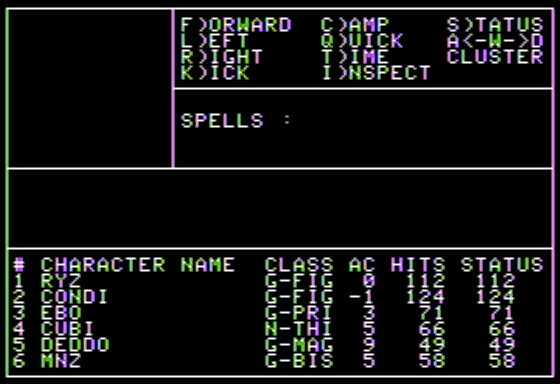 F)ORWARD C)AMP S)TATUS
L)EFT Q)UICK A<-W->D
R)IGHT T)IME CLUSTER
K)ICK I)NSPECT
SPELLS :
# CHARACTER NAME CLASS AC HITS STATUS
1 RYZ G-FIG 0 112 112
2 CONDI G-FIG -1 124 124
3 EBO G-PRI 3 71 71
4 CUBI N-THI 5 66 66
5 DEDDO G-MAG 9 49 49
6 MNZ G-BIS 5 58 58